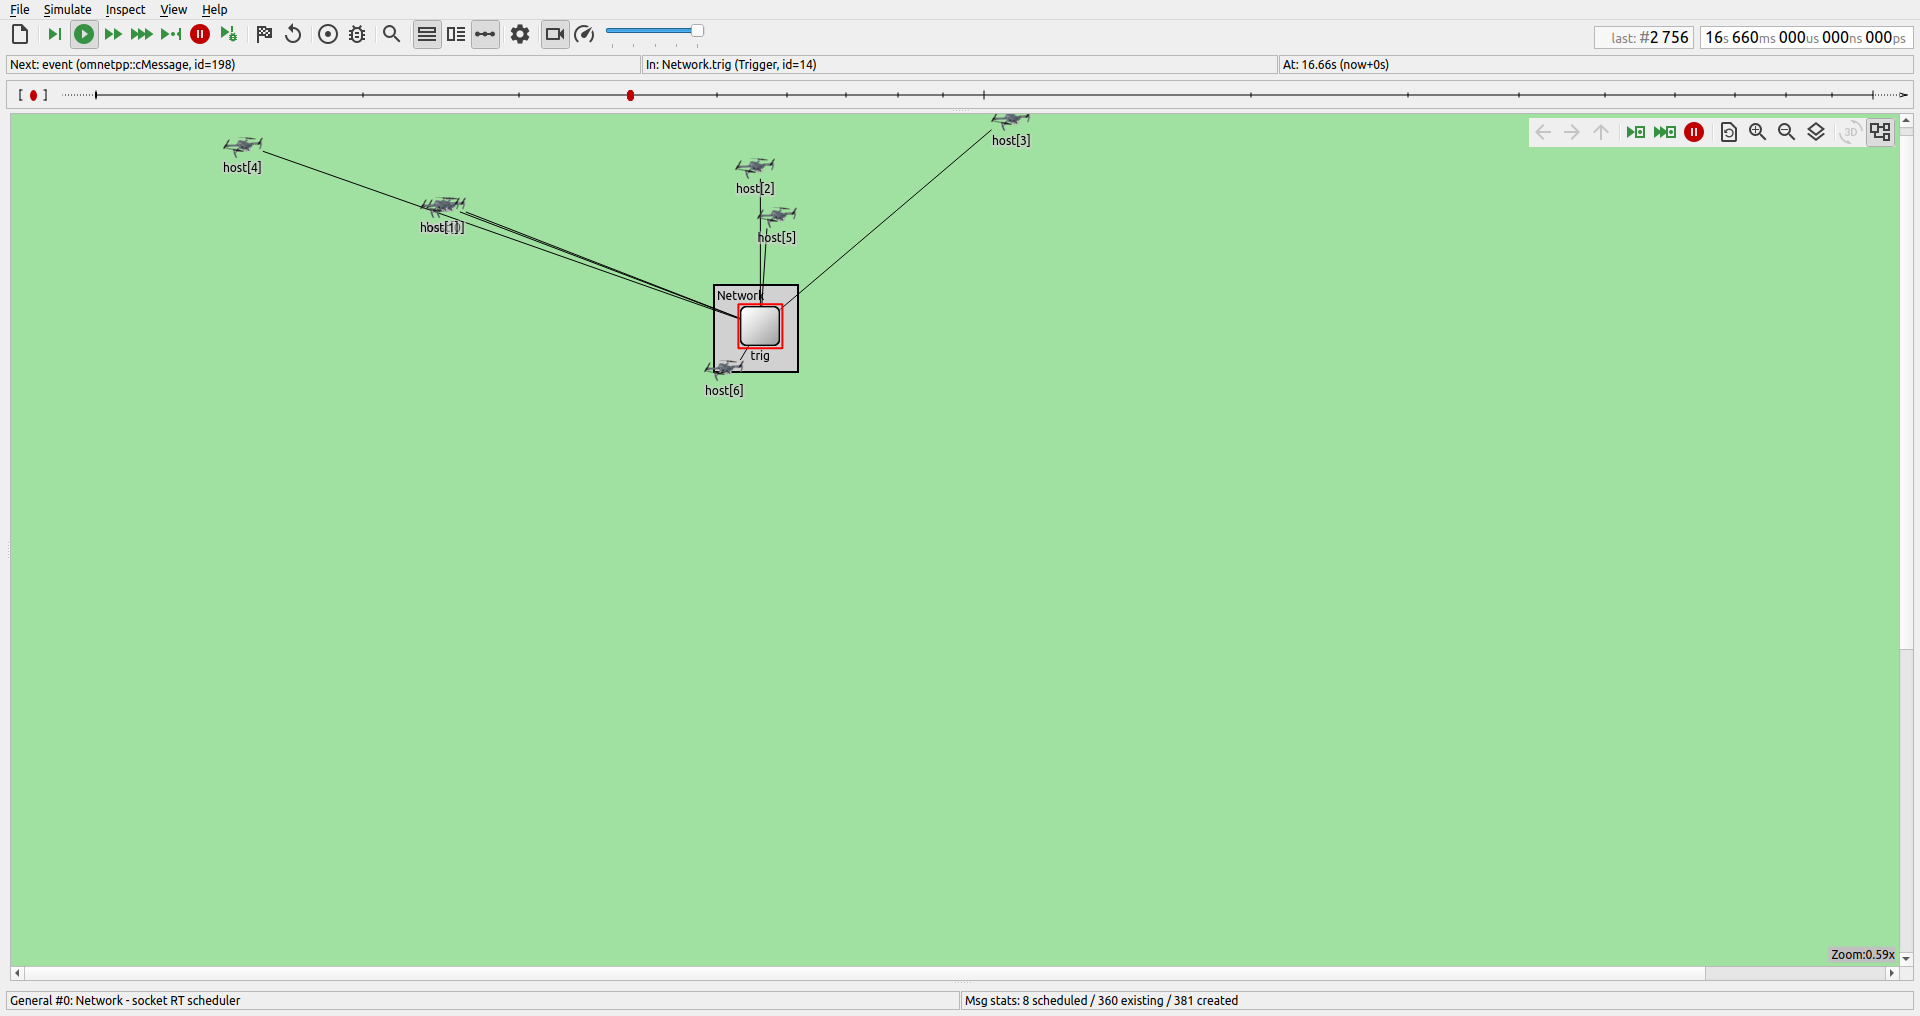 File Simulate Inspect View Help
last: #2 756
16s 660ms 000us 000ns 000ps
Next: event (omnetpp::cMessage, id=198)
In: Network.trig (Trigger, id=14)
At: 16.66s (now+0s)
[ ]
host[3]
3D
host[4]
host[2]
host[1]
host[5]
Network
trig
host[6]
Zoom:0.59x
General #0: Network - socket RT scheduler
Msg stats: 8 scheduled / 360 existing / 381 created